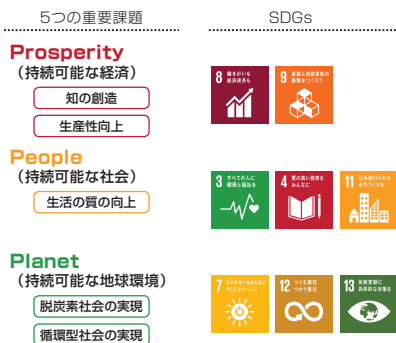 5つの重要課題
SDGs
Prosperity
(持続可能な経済)
知の創造
生産性向上
8 働きがいも
経済成長も
9 産業と技術革新の
基盤をつくろう
People
(持続可能な社会)
生活の質の向上
3 すべての人に
健康と福祉を
4 質の高い教育を
みんなに
11 住み続けられる
まちづくりを
Planet
(持続可能な地球環境)
脱炭素社会の実現
循環型社会の実現
7 エネルギーをみんなに
そしてクリーンに
12 つくる責任
つかう責任
13 気候変動に
具体的な対策を